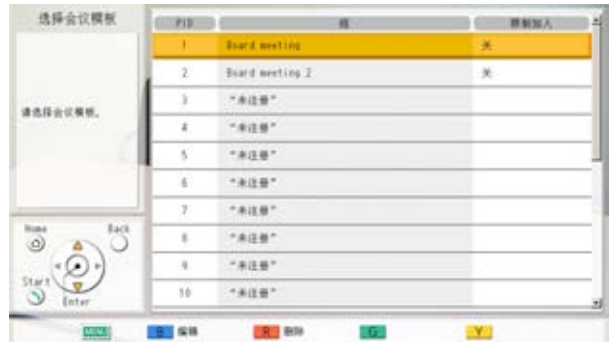 选择会议模板
请选择会议模板。
PID 组 限制加入
1 Board meeting 关
2 Board meeting 2 关
3 "未注册"
4 "未注册"
5 "未注册"
6 "未注册"
7 "未注册"
8 "未注册"
9 "未注册"
10 "未注册"
Home Back
Start
Enter
MENU B 编辑 R 删除 G Y